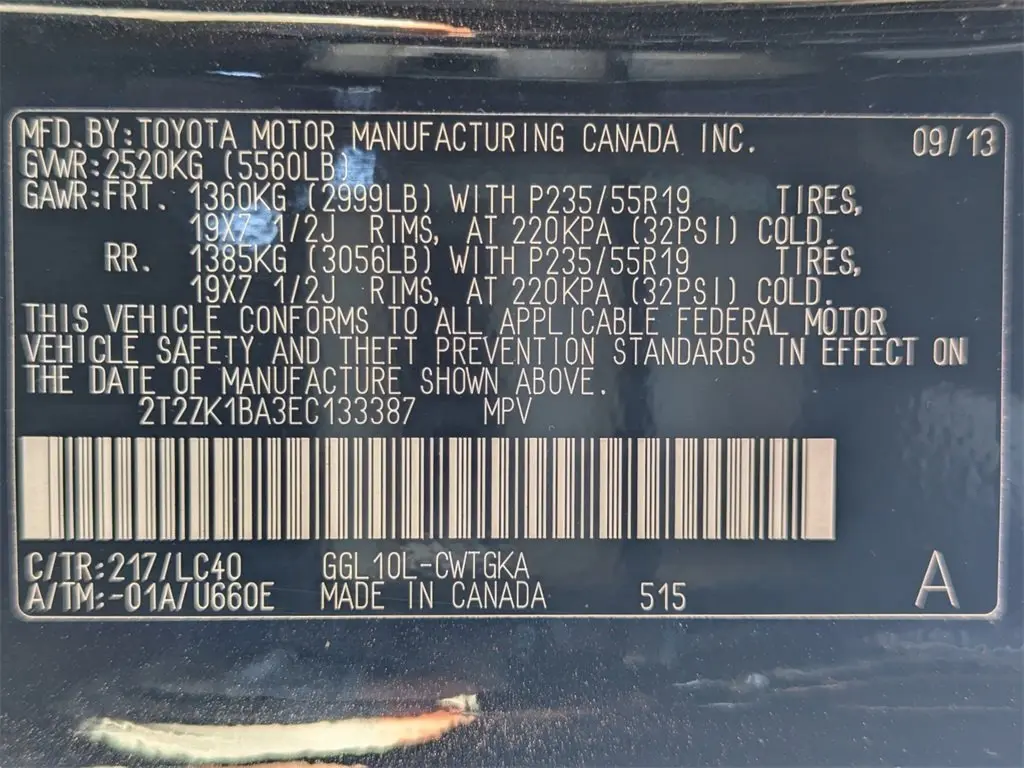 MFD.BY:TOYOTA MOTOR MANUFACTURING CANADA INC. 09/13
GVWR:2520KG (5560LB)
GAWR:FRT. 1360KG (2999LB) WITH P235/55R19 TIRES,
19X7 1/2J RIMS, AT 220KPA (32PSI) COLD.
RR. 1385KG (3056LB) WITH P235/55R19 TIRES,
19X7 1/2J RIMS, AT 220KPA (32PSI) COLD.
THIS VEHICLE CONFORMS TO ALL APPLICABLE FEDERAL MOTOR
VEHICLE SAFETY AND THEFT PREVENTION STANDARDS IN EFFECT ON
THE DATE OF MANUFACTURE SHOWN ABOVE.
2T2ZK1BA3EC133387 MPV
C/TR:217/LC40 GGL10L-CWTGKA A
A/TM:-01A/U660E MADE IN CANADA 515